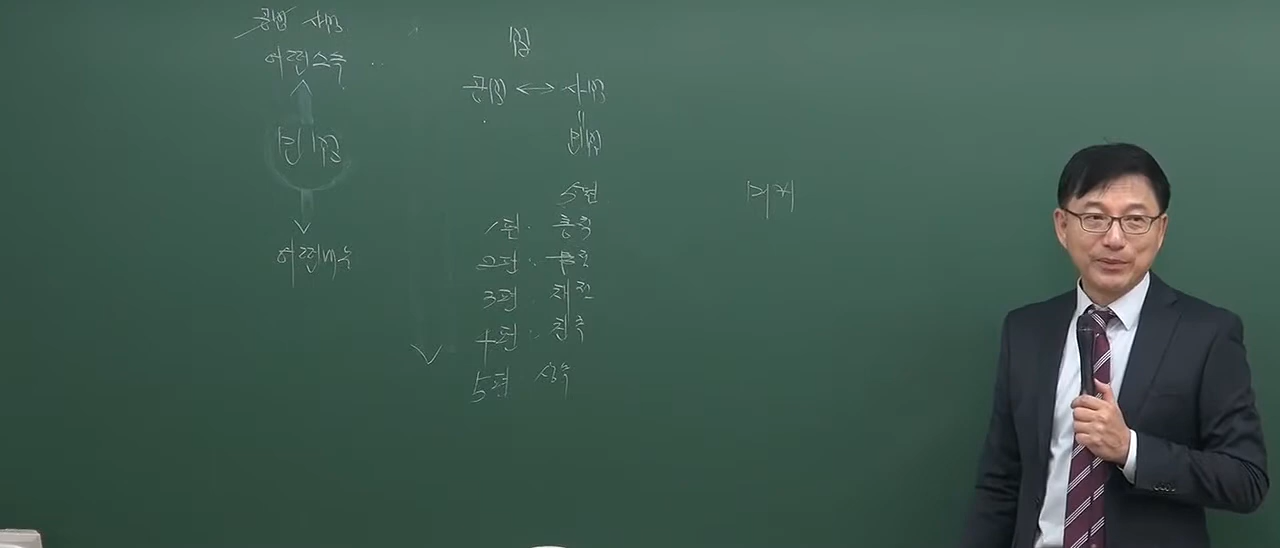 공법 사법
어떤소속
민법
어떤내용
법
공법 ↔ 사법
=
민법
5편
1편. 총칙
2편. 물권
3편. 채권
4편. 친족
5편 상속